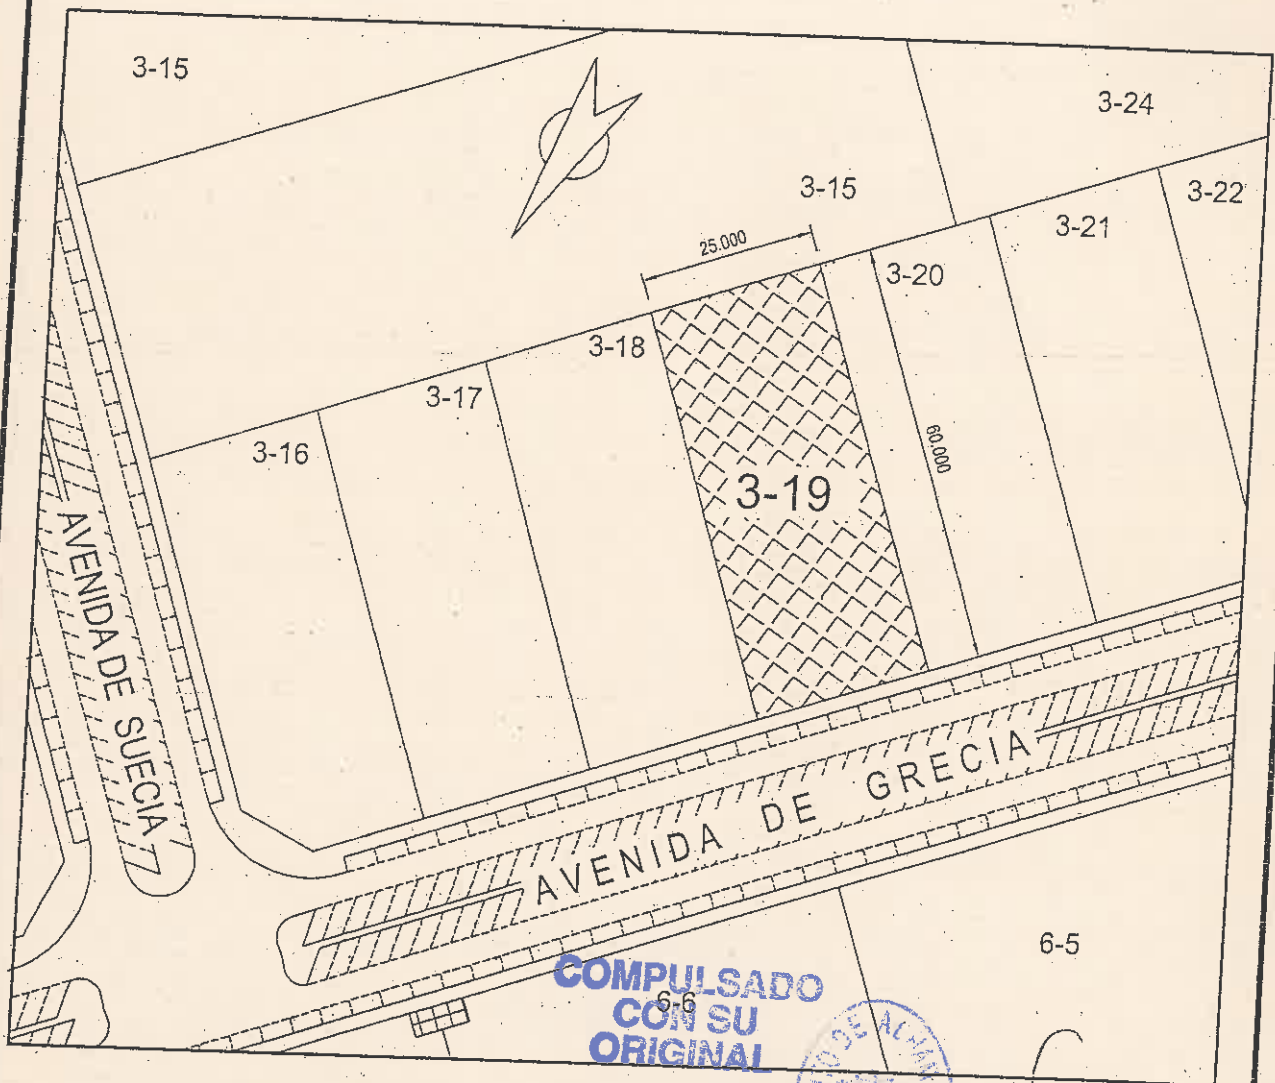 3-15
3-24
3-15
3-22
3-21
25.000
3-20
3-18
3-17
3-16
60.000
3-19
AVENIDA DE SUECIA
AVENIDA DE GRECIA
6-5
6-6
COMPULSADO
CON SU
ORIGINAL
DE